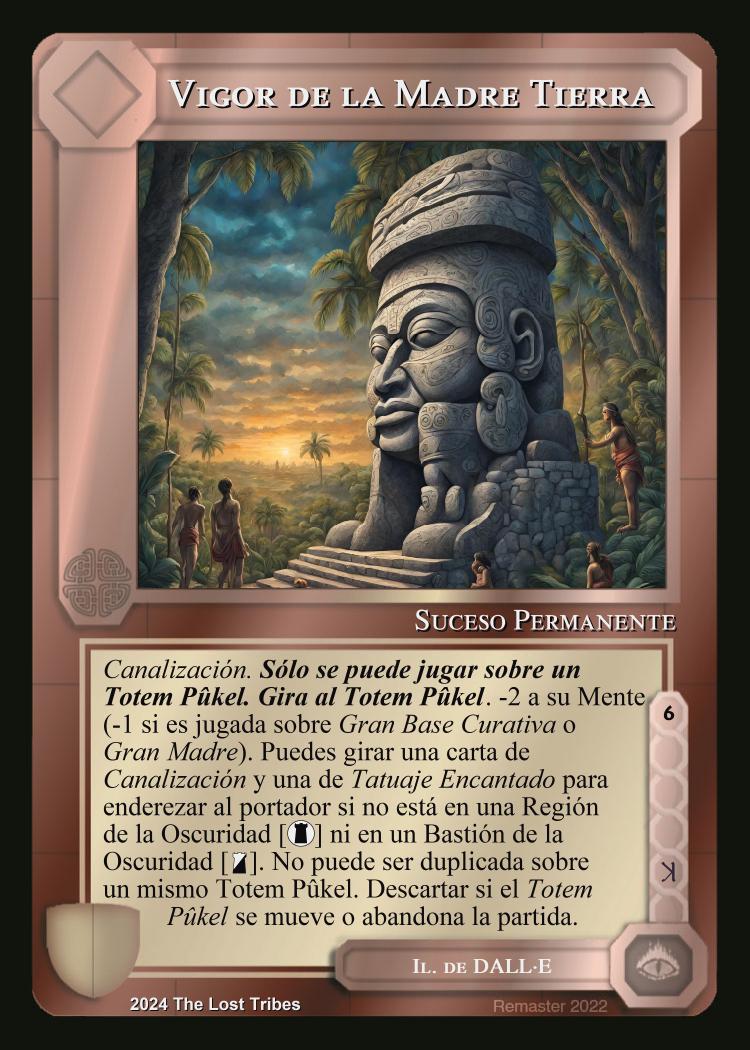 Vigor de la Madre Tierra
Suceso Permanente
Canalización. Sólo se puede jugar sobre un
Totem Pûkel. Gira al Totem Pûkel. -2 a su Mente
(-1 si es jugada sobre Gran Base Curativa o
Gran Madre). Puedes girar una carta de
Canalización y una de Tatuaje Encantado para
enderezar al portador si no está en una Región
de la Oscuridad [ ] ni en un Bastión de la
Oscuridad [ ]. No puede ser duplicada sobre
un mismo Totem Pûkel. Descartar si el Totem
Pûkel se mueve o abandona la partida.
6
Il. de DALL·E
2024 The Lost Tribes
Remaster 2022